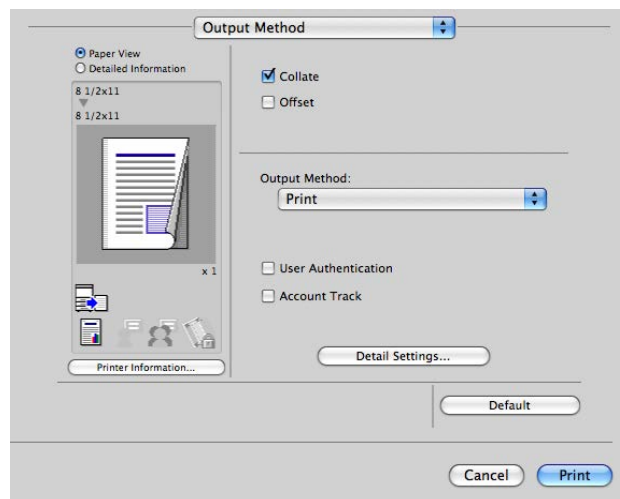 Output Method
Paper View
Detailed Information
8 1/2x11
8 1/2x11
x 1
Printer Information...
Collate
Offset
Output Method:
Print
User Authentication
Account Track
Detail Settings...
Default
Cancel
Print